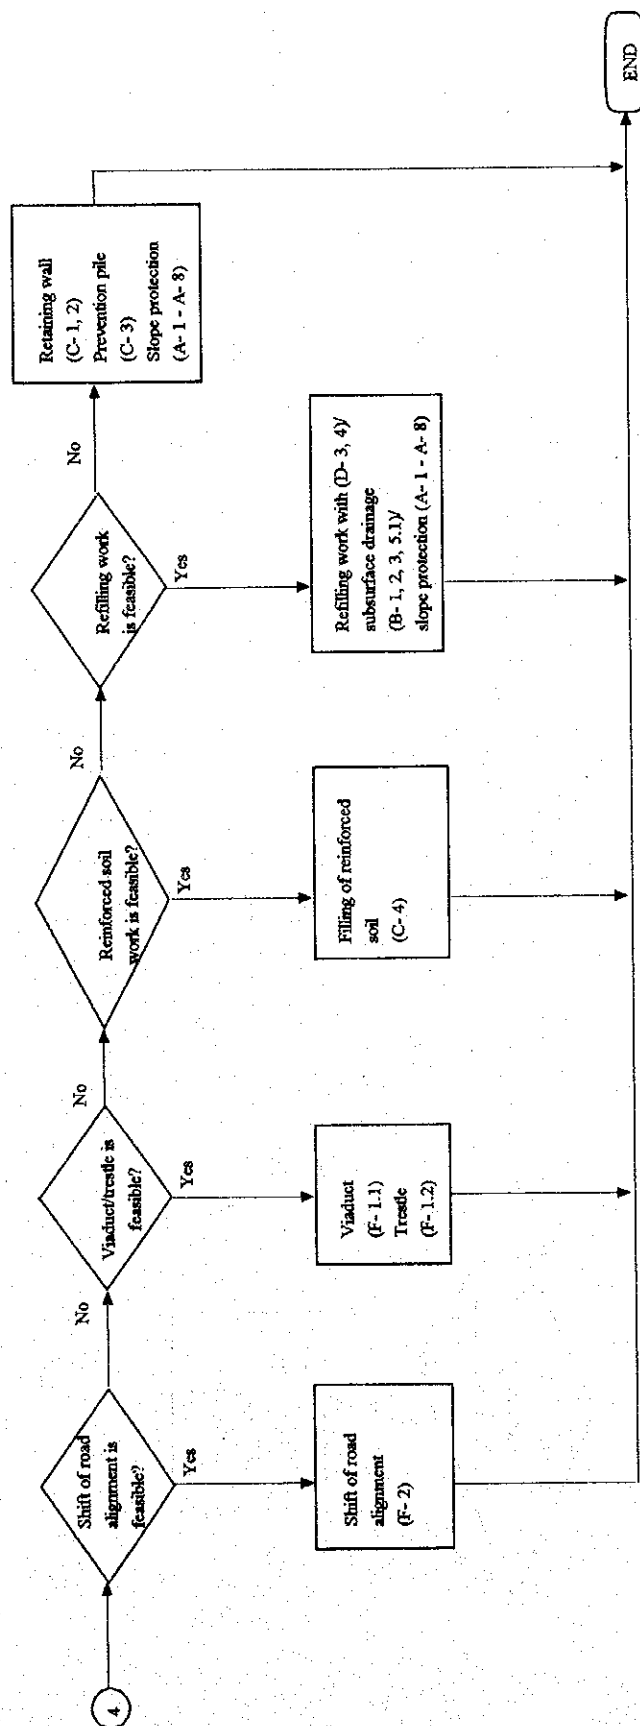 4
Shift of road
alignment is
feasible?
No
Yes
Shift of road
alignment
(F- 2)
Viaduct/trestle is
feasible?
No
Yes
Viaduct
(F- 1.1)
Trestle
(F- 1.2)
Reinforced soil
work is feasible?
No
Yes
Filling of reinforced
soil
(C- 4)
Refilling work
is feasible?
No
Yes
Refilling work with (D- 3, 4)/
subsurface drainage
(B- 1, 2, 3, 5.1)/
slope protection (A- 1 - A- 8)
Retaining wall
(C- 1, 2)
Prevention pile
(C- 3)
Slope protection
(A- 1 - A- 8)
END